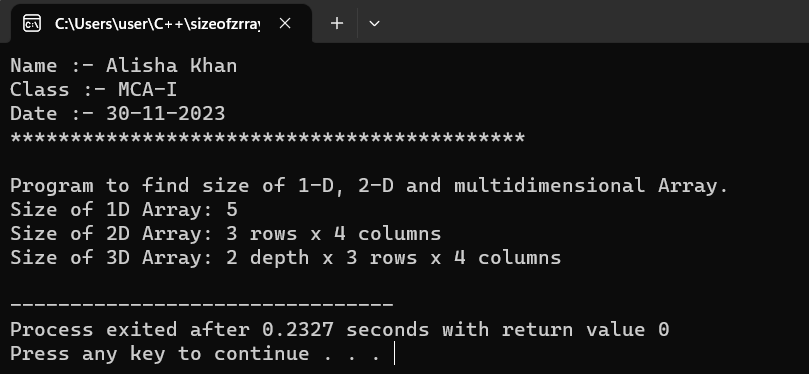 C:\Users\user\C++\sizeofzrray
Name :- Alisha Khan
Class :- MCA-I
Date :- 30-11-2023
*******************************************

Program to find size of 1-D, 2-D and multidimensional Array.
Size of 1D Array: 5
Size of 2D Array: 3 rows x 4 columns
Size of 3D Array: 2 depth x 3 rows x 4 columns

--------------------------------
Process exited after 0.2327 seconds with return value 0
Press any key to continue . . .